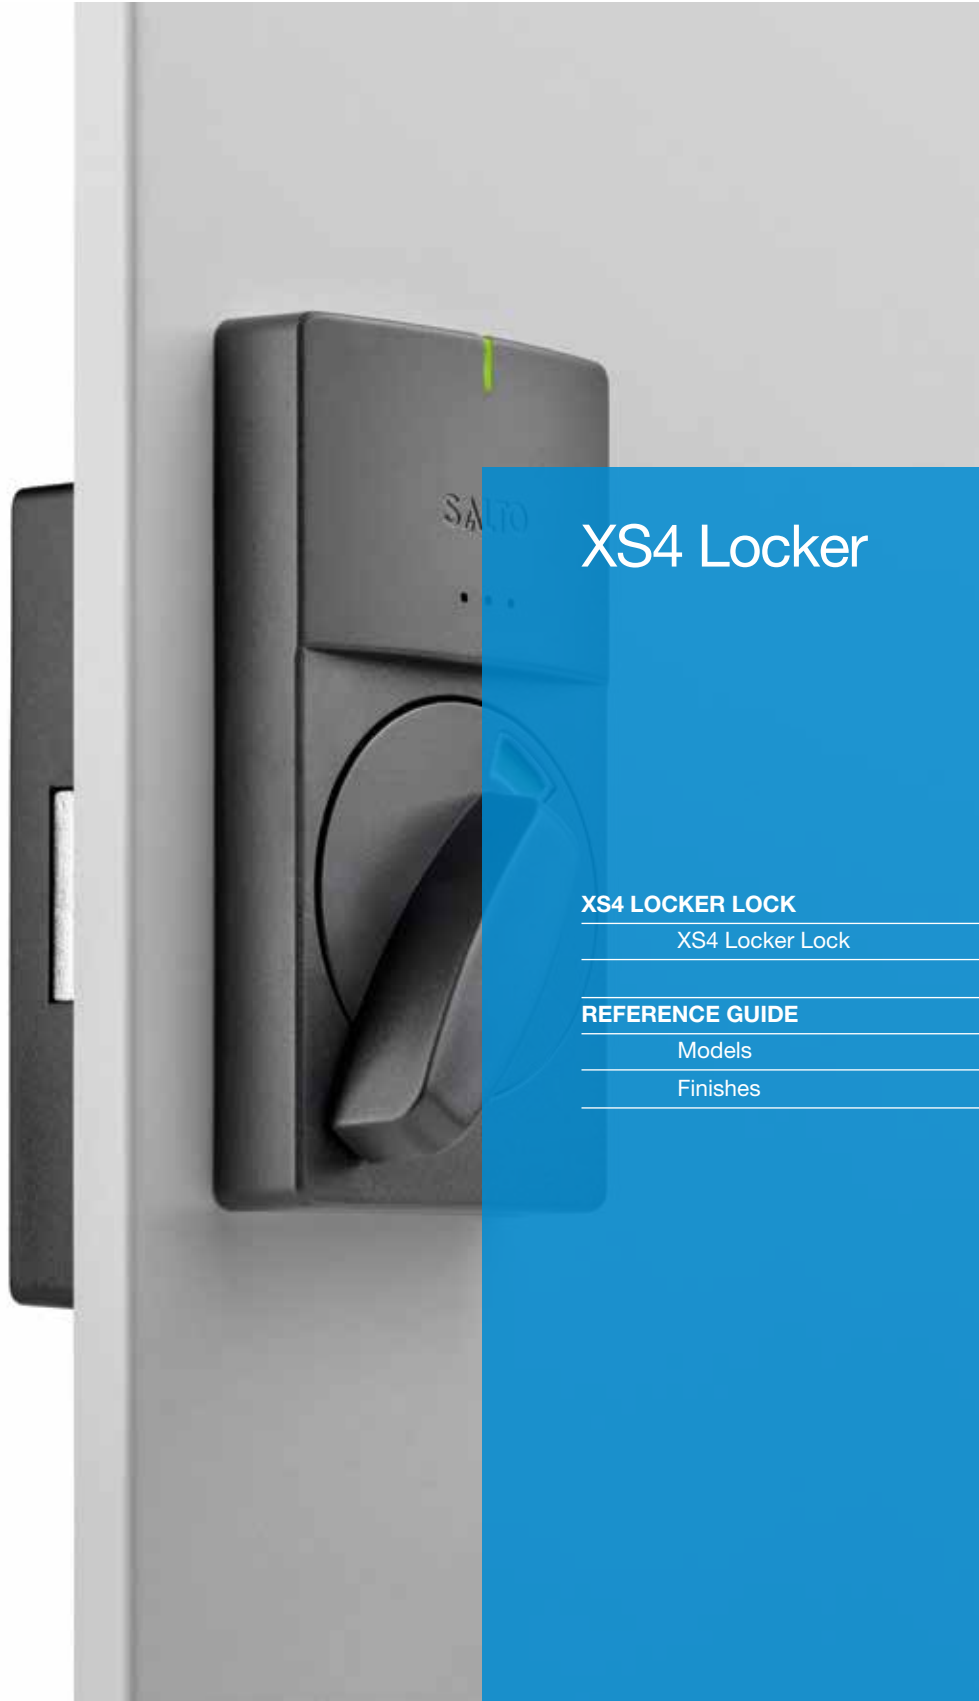 SALTO
XS4 Locker
XS4 LOCKER LOCK
XS4 Locker Lock
REFERENCE GUIDE
Models
Finishes